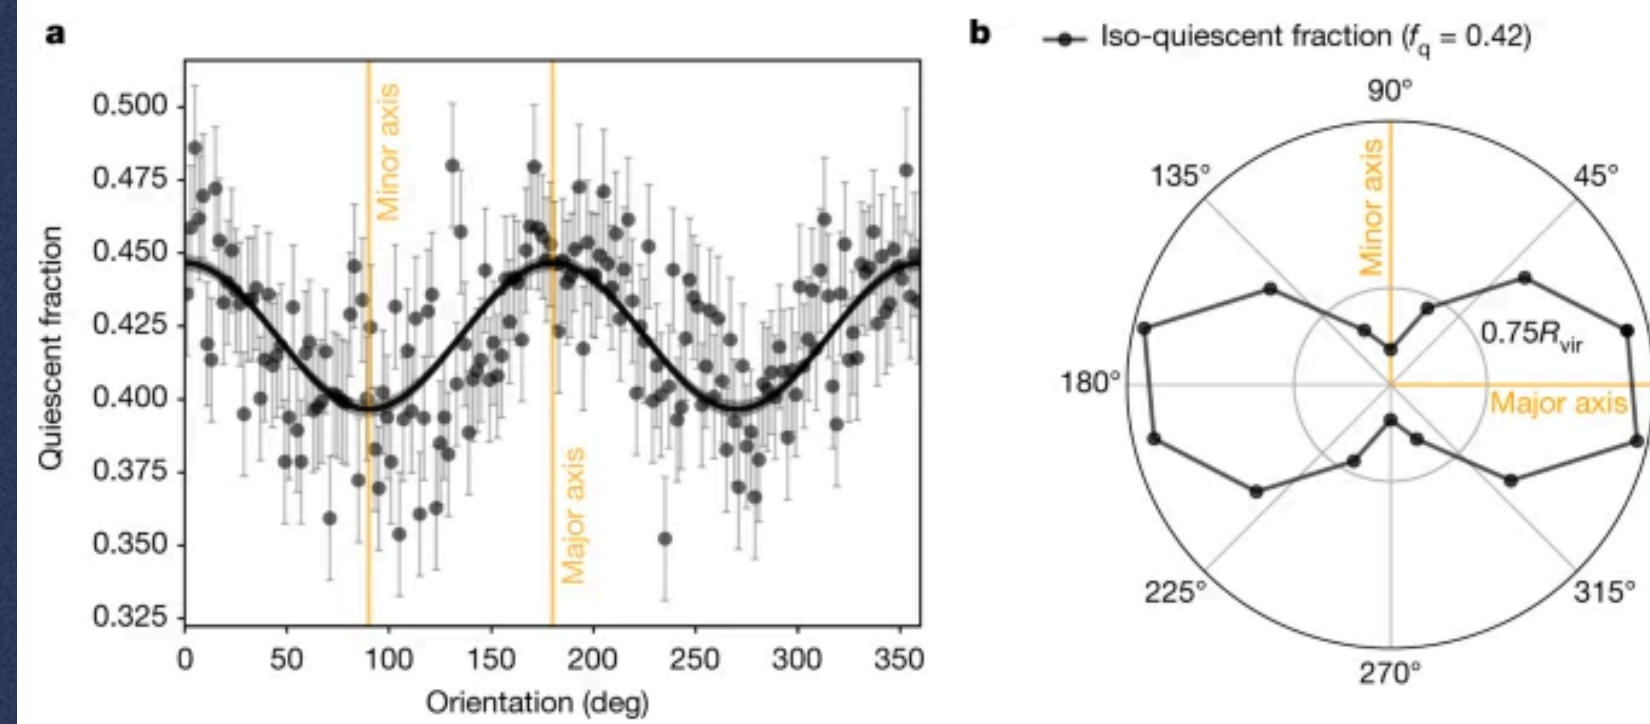 a
Quiescent fraction
0.500
0.475
0.450
0.425
0.400
0.375
0.350
0.325
Minor axis
Major axis
0
50
100
150
200
250
300
350
Orientation (deg)
b
Iso-quiescent fraction (fq = 0.42)
90°
135°
45°
Minor axis
0.75Rvir
180°
Major axis
225°
315°
270°